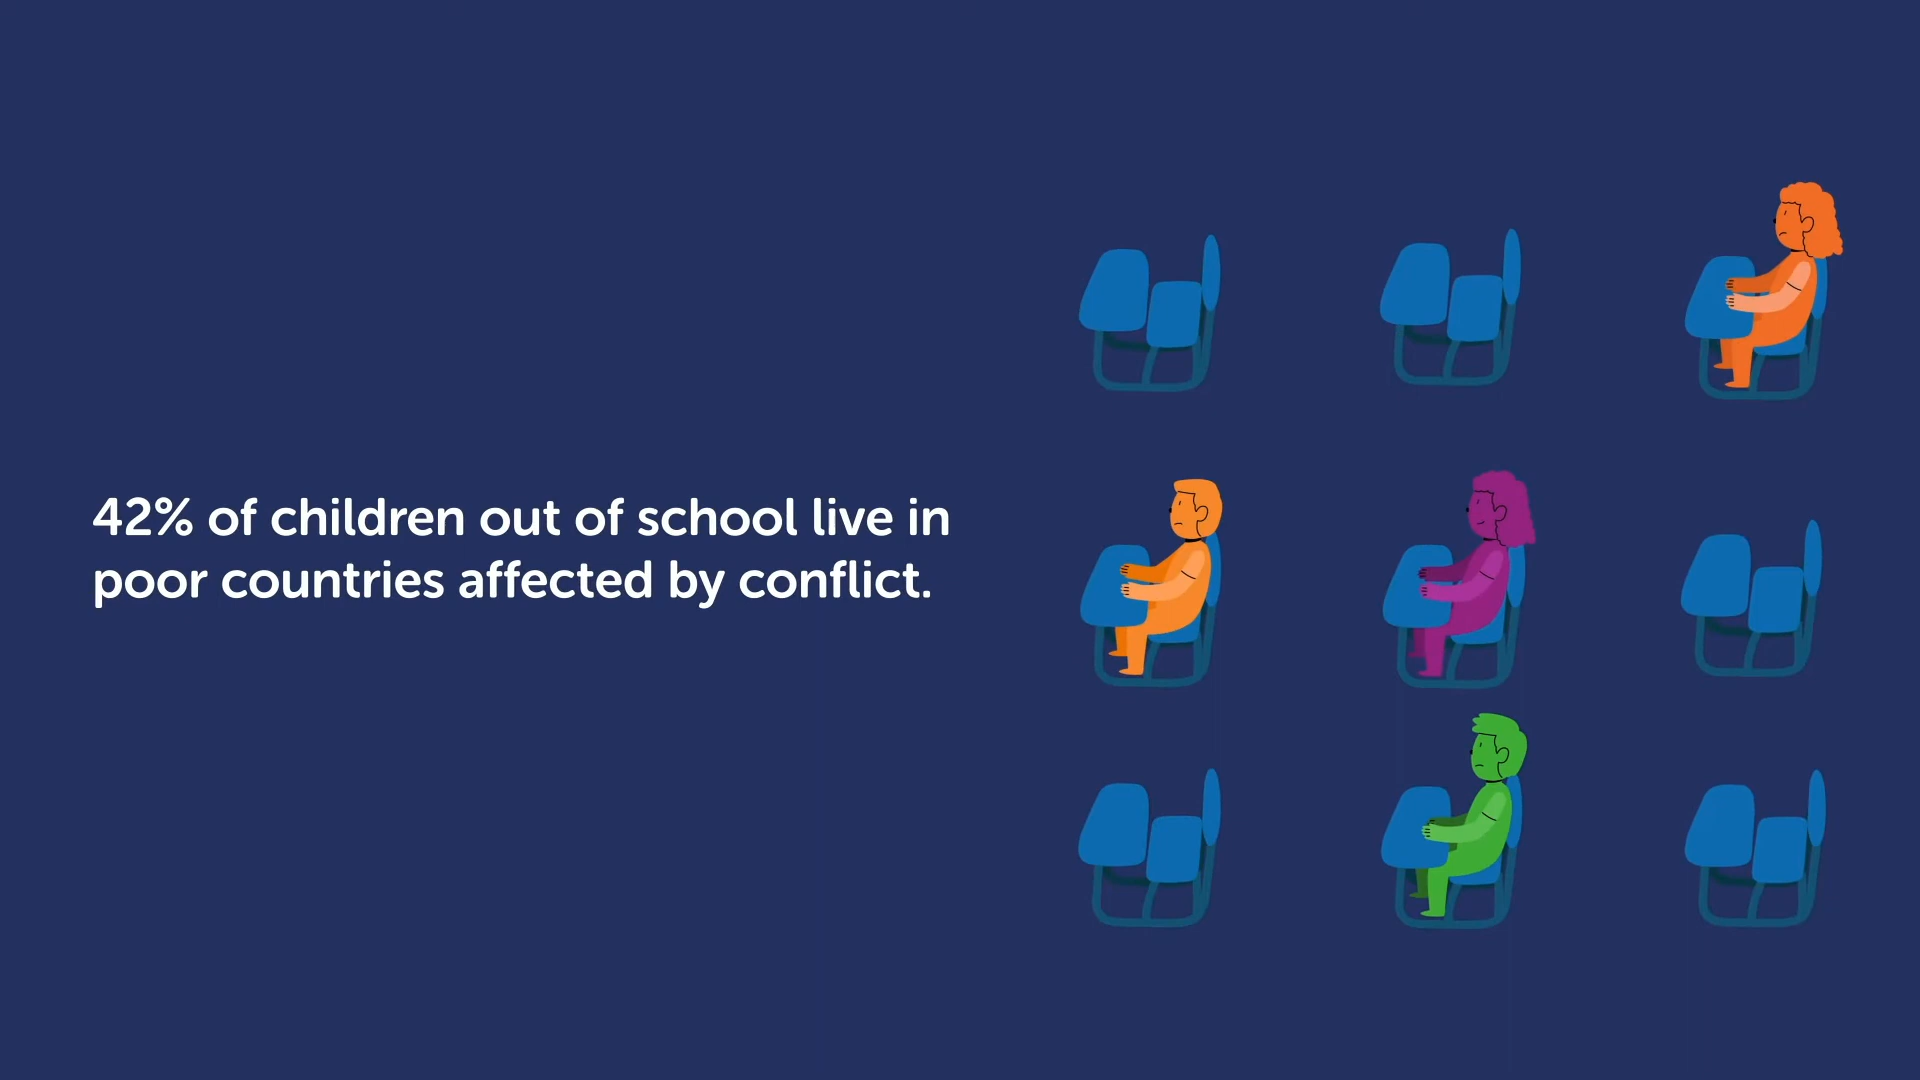 42% of children out of school live in
poor countries affected by conflict.